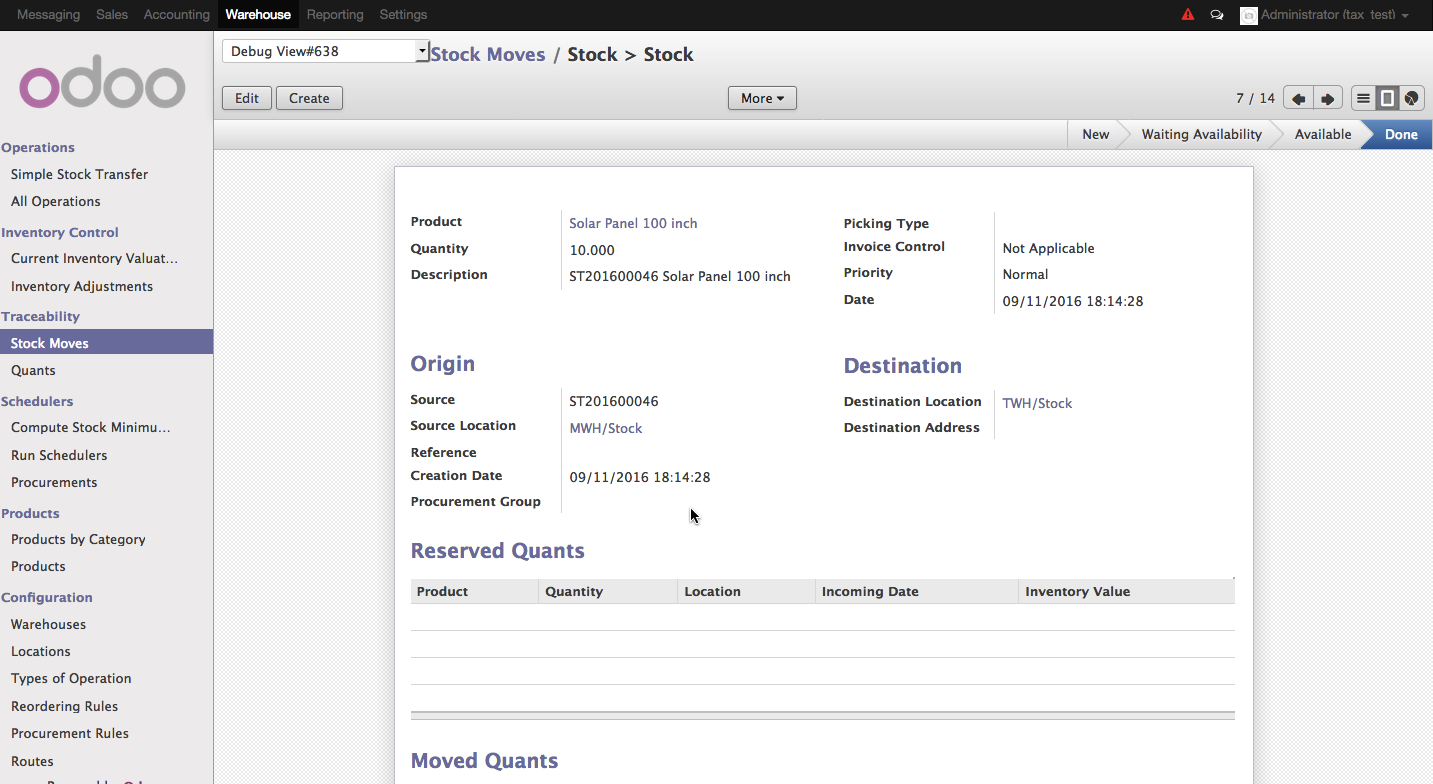 Messaging Sales Accounting Warehouse Reporting Settings Administrator (tax_test)
Debug View#638 Stock Moves / Stock > Stock
odoo
Edit Create More 7 / 14
New Waiting Availability Available Done
Operations
Simple Stock Transfer
All Operations
Inventory Control
Current Inventory Valuat...
Inventory Adjustments
Traceability
Stock Moves
Quants
Schedulers
Compute Stock Minimu...
Run Schedulers
Procurements
Products
Products by Category
Products
Configuration
Warehouses
Locations
Types of Operation
Reordering Rules
Procurement Rules
Routes
Product Solar Panel 100 inch
Quantity 10.000
Description ST201600046 Solar Panel 100 inch
Picking Type
Invoice Control Not Applicable
Priority Normal
Date 09/11/2016 18:14:28
Origin
Source ST201600046
Source Location MWH/Stock
Reference
Creation Date 09/11/2016 18:14:28
Procurement Group
Destination
Destination Location TWH/Stock
Destination Address
Reserved Quants
Product Quantity Location Incoming Date Inventory Value
Moved Quants